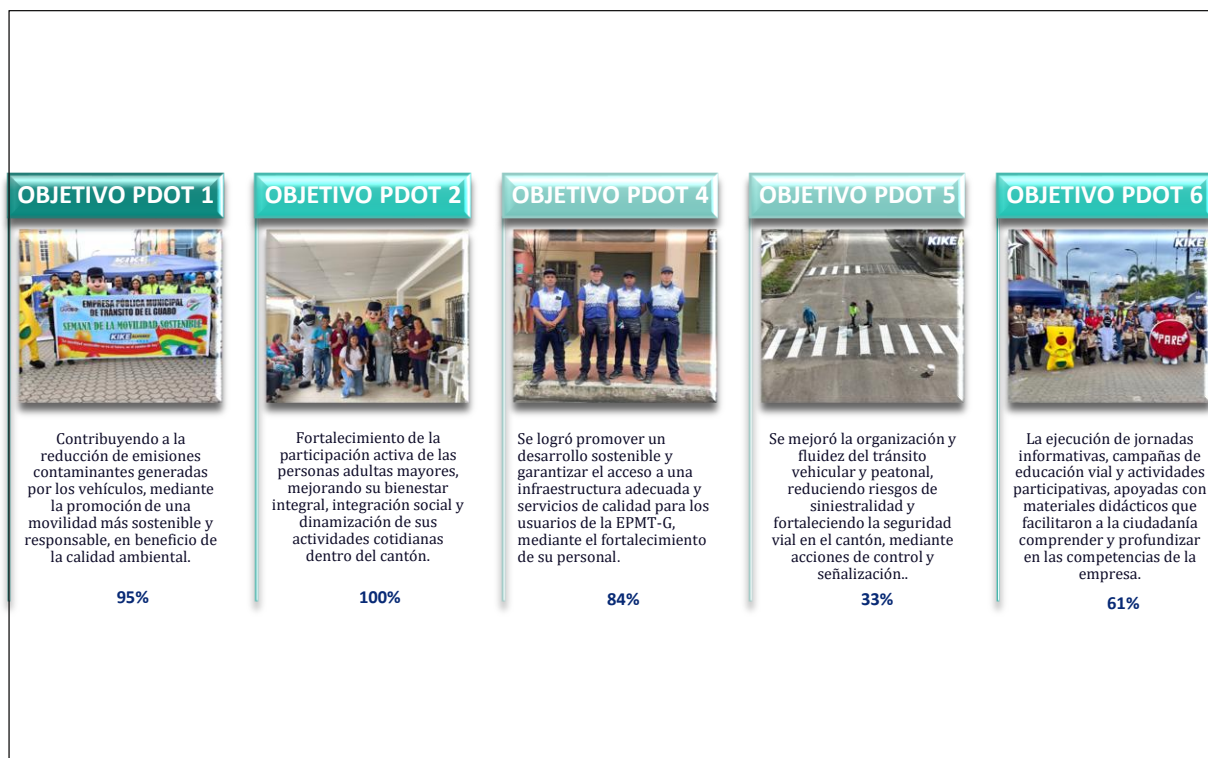 OBJETIVO PDOT 1
KIKE
EMPRESA PÚBLICA MUNICIPAL
DE TRÁNSITO DE EL GUABO
SEMANA DE LA MOVILIDAD SOSTENIBLE
KIKE
Contribuyendo a la
reducción de emisiones
contaminantes generadas
por los vehículos, mediante
la promoción de una
movilidad más sostenible y
responsable, en beneficio de
la calidad ambiental.
95%
OBJETIVO PDOT 2
Fortalecimiento de la
participación activa de las
personas adultas mayores,
mejorando su bienestar
integral, integración social y
dinamización de sus
actividades cotidianas
dentro del cantón.
100%
OBJETIVO PDOT 4
Se logró promover un
desarrollo sostenible y
garantizar el acceso a una
infraestructura adecuada y
servicios de calidad para los
usuarios de la EPMT-G,
mediante el fortalecimiento
de su personal.
84%
OBJETIVO PDOT 5
KIKE
Se mejoró la organización y
fluidez del tránsito
vehicular y peatonal,
reduciendo riesgos de
siniestralidad y
fortaleciendo la seguridad
vial en el cantón, mediante
acciones de control y
señalización..
33%
OBJETIVO PDOT 6
KIKE
PARE
La ejecución de jornadas
informativas, campañas de
educación vial y actividades
participativas, apoyadas con
materiales didácticos que
facilitaron a la ciudadanía
comprender y profundizar
en las competencias de la
empresa.
61%